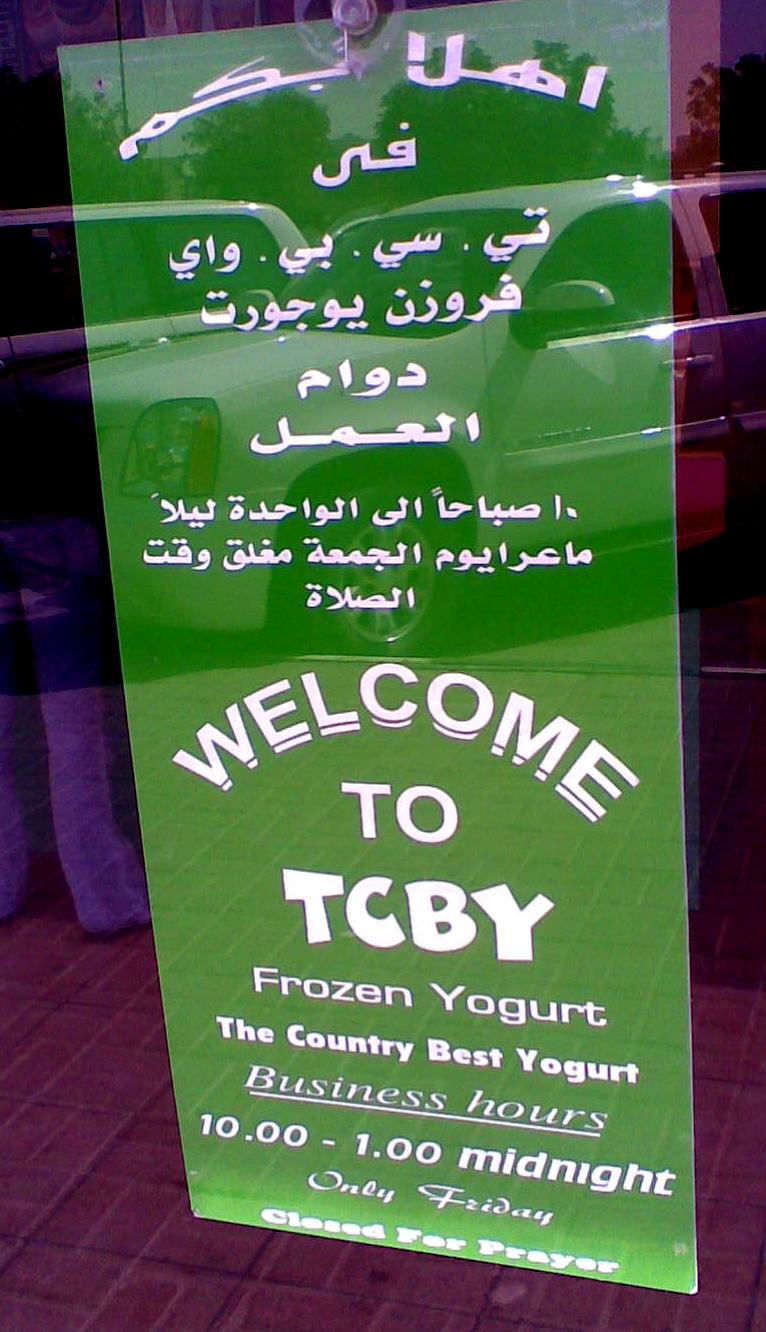 اهلا بكم
فى
تي . سي . بي . واي
فروزن يوجورت
دوام
العمل
١٠ صباحاً الى الواحدة ليلاَ
ماعرايوم الجمعة مغلق وقت
الصلاة
WELCOME
TO
TCBY
Frozen Yogurt
The Country Best Yogurt
Business hours
10.00 - 1.00 midnight
Only Friday
Closed For Prayer